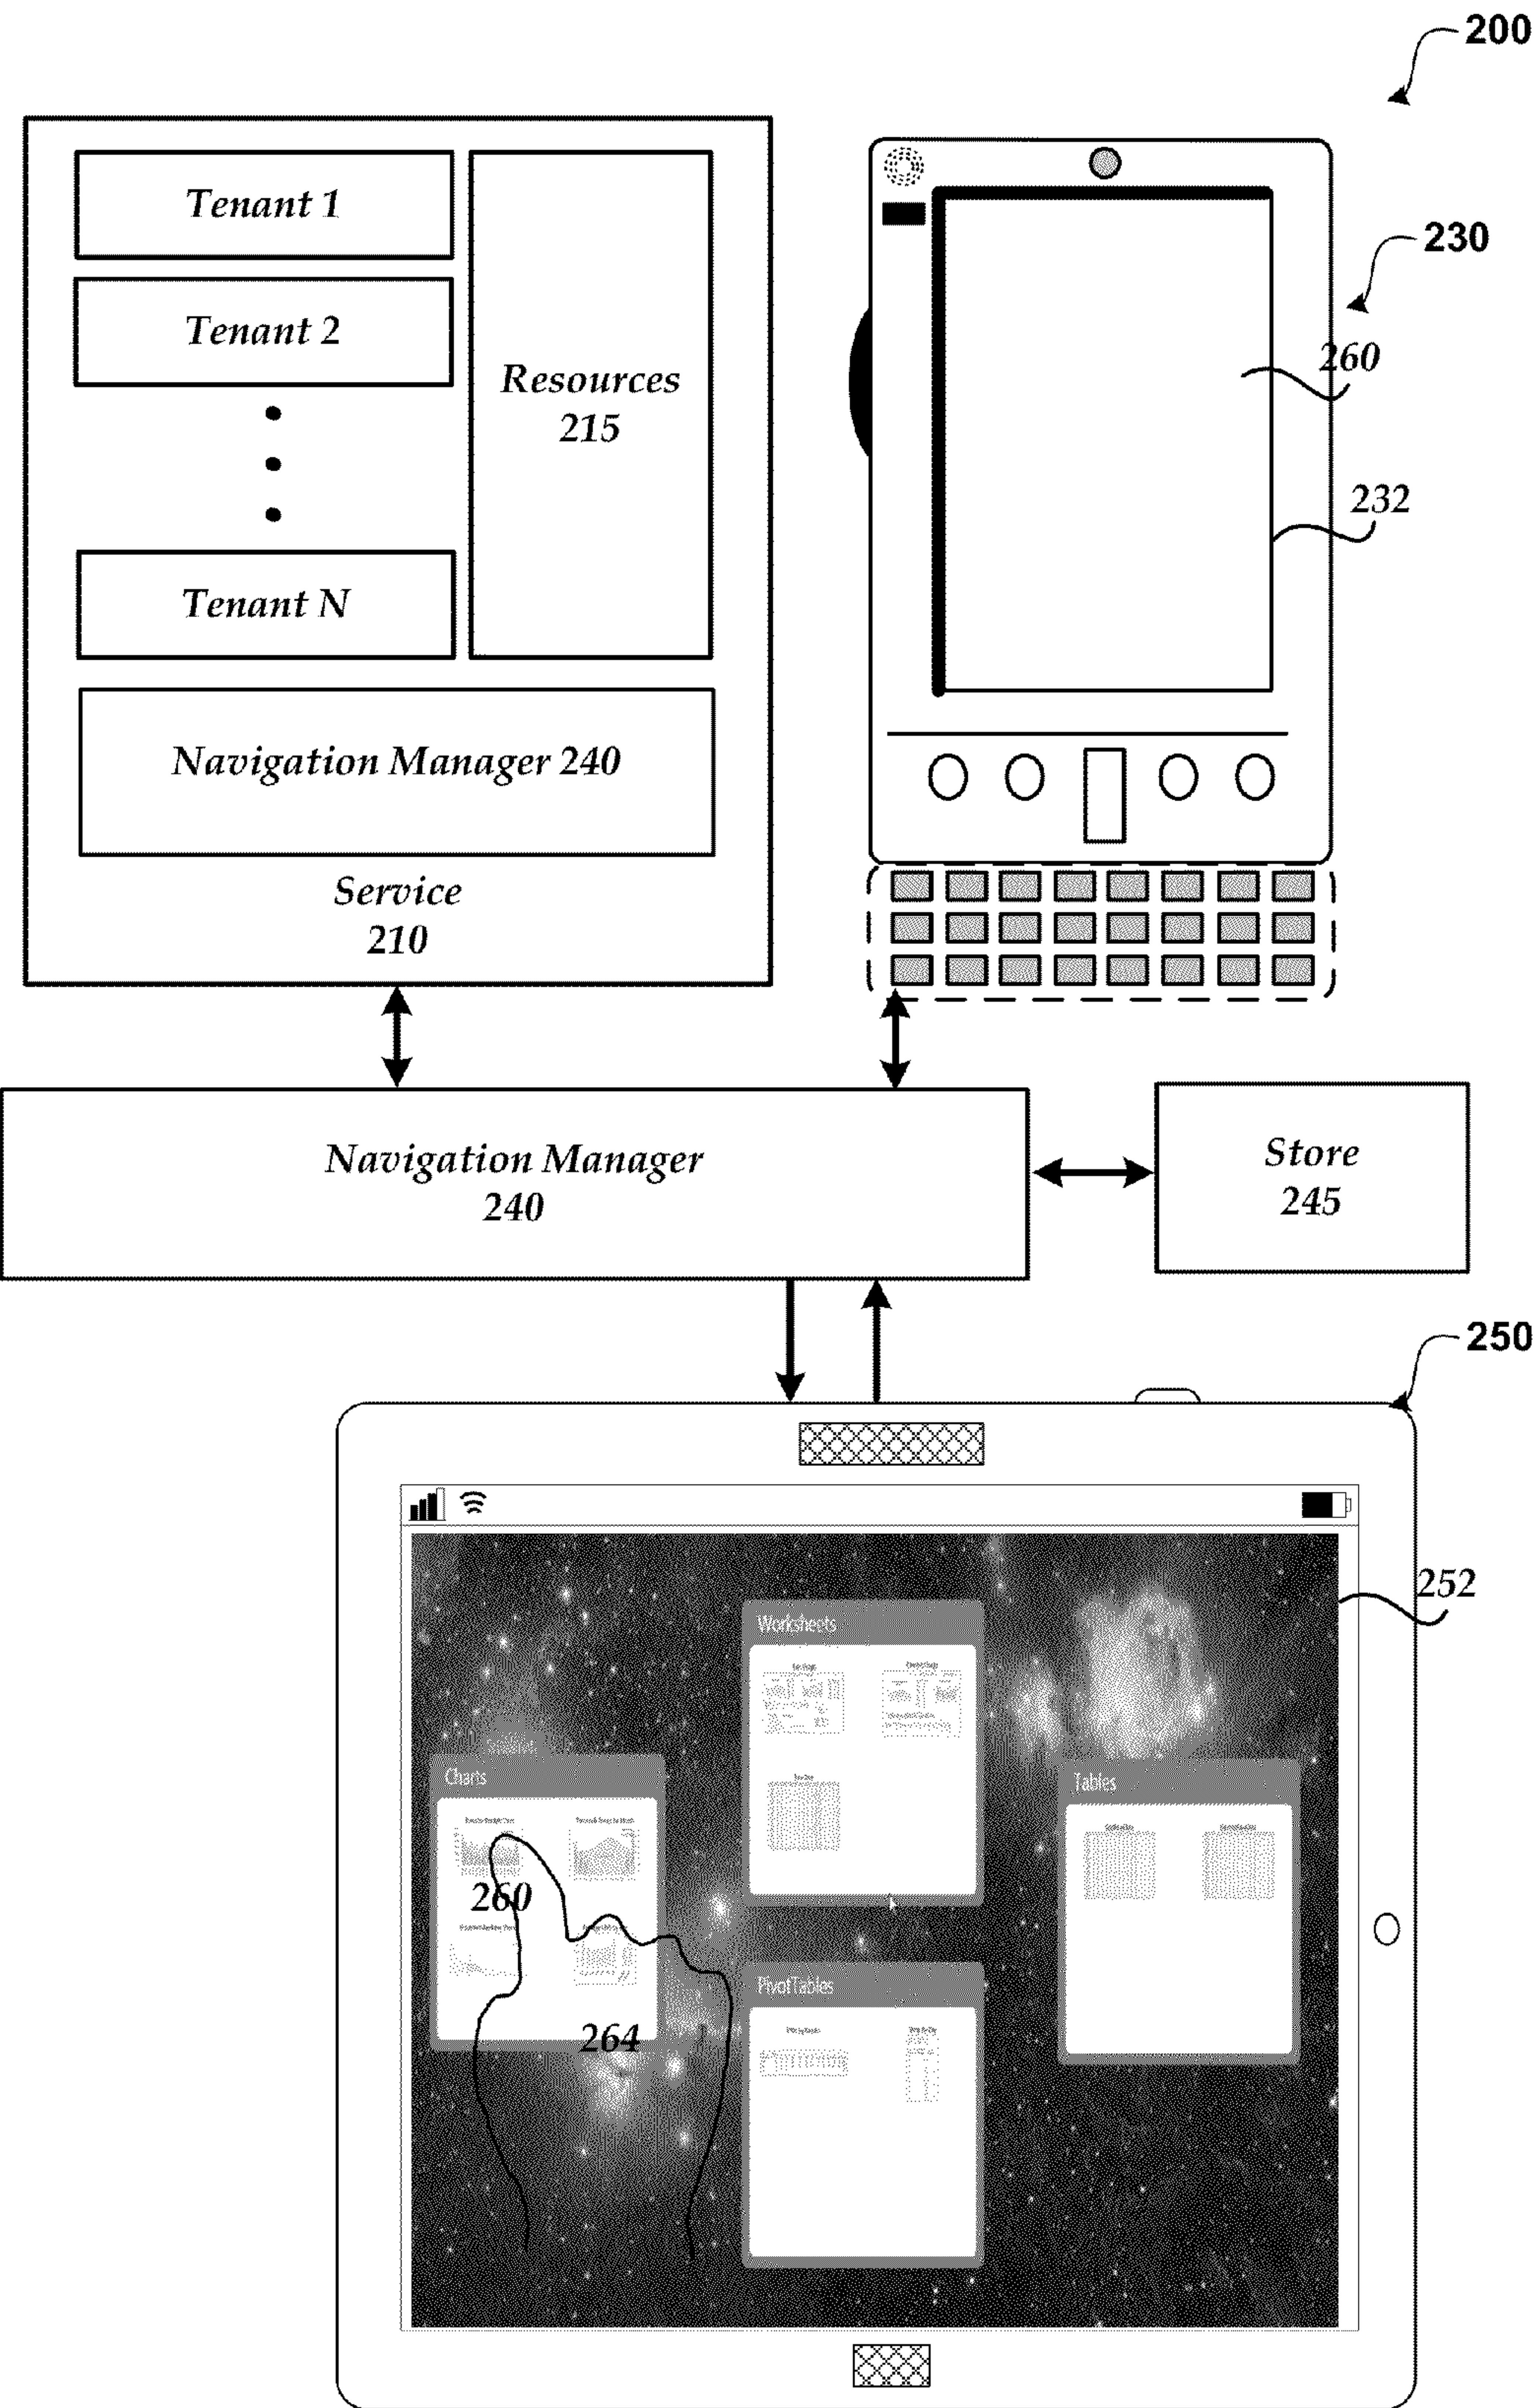 200
Tenant 1
Tenant 2
Tenant N
Resources
215
Navigation Manager 240
Service
210
230
260
232
Navigation Manager
240
Store
245
250
252
Worksheets
Charts
Tables
260
264
PivotTables